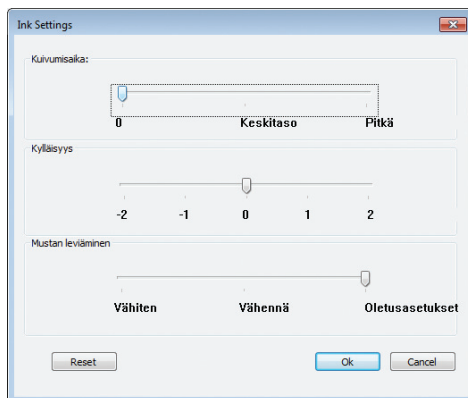 Ink Settings
Kuivumisaika:
0 Keskitaso Pitkä
Kylläisyys
-2 -1 0 1 2
Mustan leviäminen
Vähiten Vähennä Oletusasetukset
Reset Ok Cancel